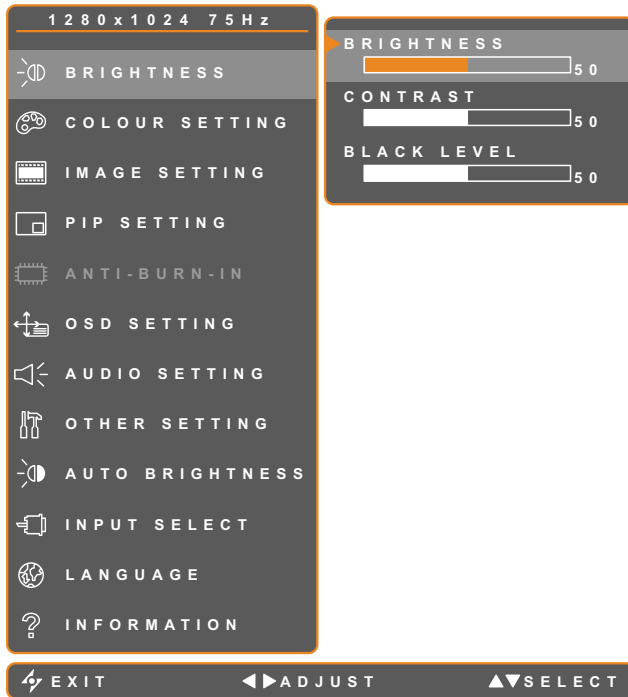 1280x1024 75Hz
BRIGHTNESS
COLOUR SETTING
IMAGE SETTING
PIP SETTING
ANTI-BURN-IN
OSD SETTING
AUDIO SETTING
OTHER SETTING
AUTO BRIGHTNESS
INPUT SELECT
LANGUAGE
INFORMATION
BRIGHTNESS
50
CONTRAST
50
BLACK LEVEL
50
EXIT ADJUST SELECT